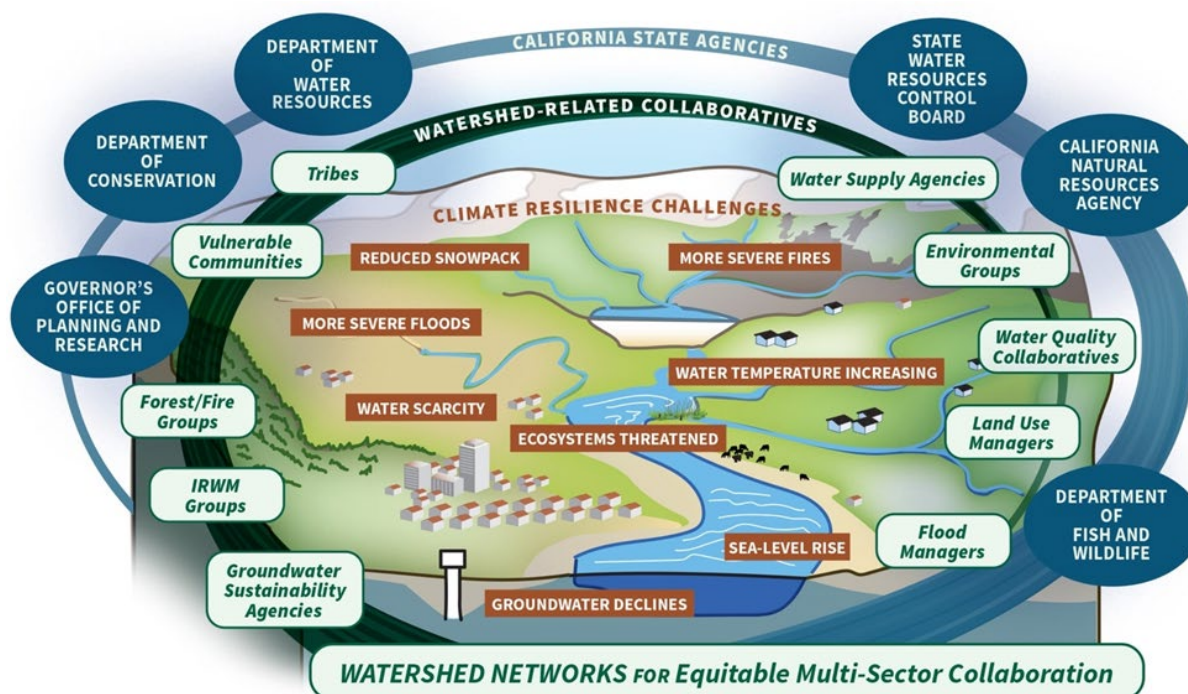 CALIFORNIA STATE AGENCIES
DEPARTMENT
OF
WATER
RESOURCES
STATE
WATER
RESOURCES
CONTROL
BOARD
DEPARTMENT
OF
CONSERVATION
CALIFORNIA
NATURAL
RESOURCES
AGENCY
GOVERNOR'S
OFFICE OF
PLANNING AND
RESEARCH
DEPARTMENT
OF
FISH AND
WILDLIFE
WATERSHED-RELATED COLLABORATIVES
Tribes
Water Supply Agencies
Vulnerable
Communities
Environmental
Groups
Water Quality
Collaboratives
Forest/Fire
Groups
Land Use
Managers
IRWM
Groups
Flood
Managers
Groundwater
Sustainability
Agencies
CLIMATE RESILIENCE CHALLENGES
REDUCED SNOWPACK
MORE SEVERE FIRES
MORE SEVERE FLOODS
WATER TEMPERATURE INCREASING
WATER SCARCITY
ECOSYSTEMS THREATENED
SEA-LEVEL RISE
GROUNDWATER DECLINES
WATERSHED NETWORKS FOR Equitable Multi-Sector Collaboration